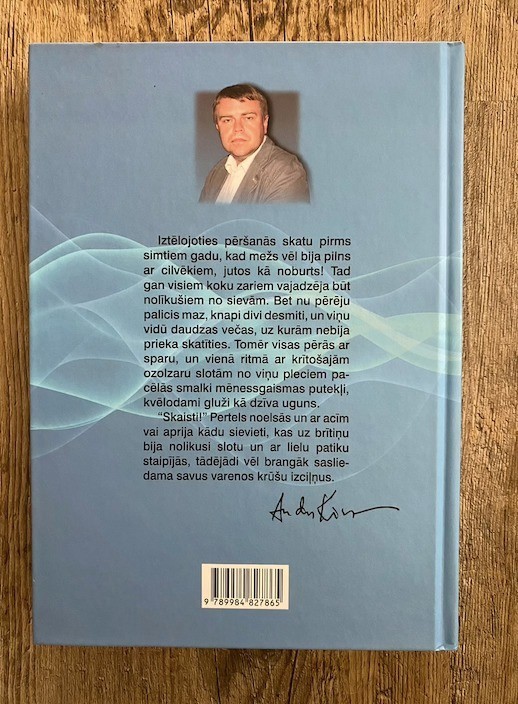 Iztēlojoties pēršanās skatu pirms
simtiem gadu, kad mežs vēl bija pilns
ar cilvēkiem, jutos kā noburts! Tad
gan visiem koku zariem vajadzēja būt
nolīkušiem no sievām. Bet nu pērēju
palicis maz, knapi divi desmiti, un viņu
vidū daudzas večas, uz kurām nebija
prieka skatīties. Tomēr visas pērās ar
sparu, un vienā ritmā ar krītošajām
ozolzaru slotām no viņu pleciem pa-
cēlās smalki mēnessgaismas putekļi,
kvēlodami gluži kā dzīva uguns.
“Skaisti!” Pertels noelsās un ar acīm
vai aprija kādu sievieti, kas uz brītiņu
bija nolikusi slotu un ar lielu patiku
staipījās, tādējādi vēl brangāk saslie-
dama savus varenos krūšu izciļņus.
9 789984 827865